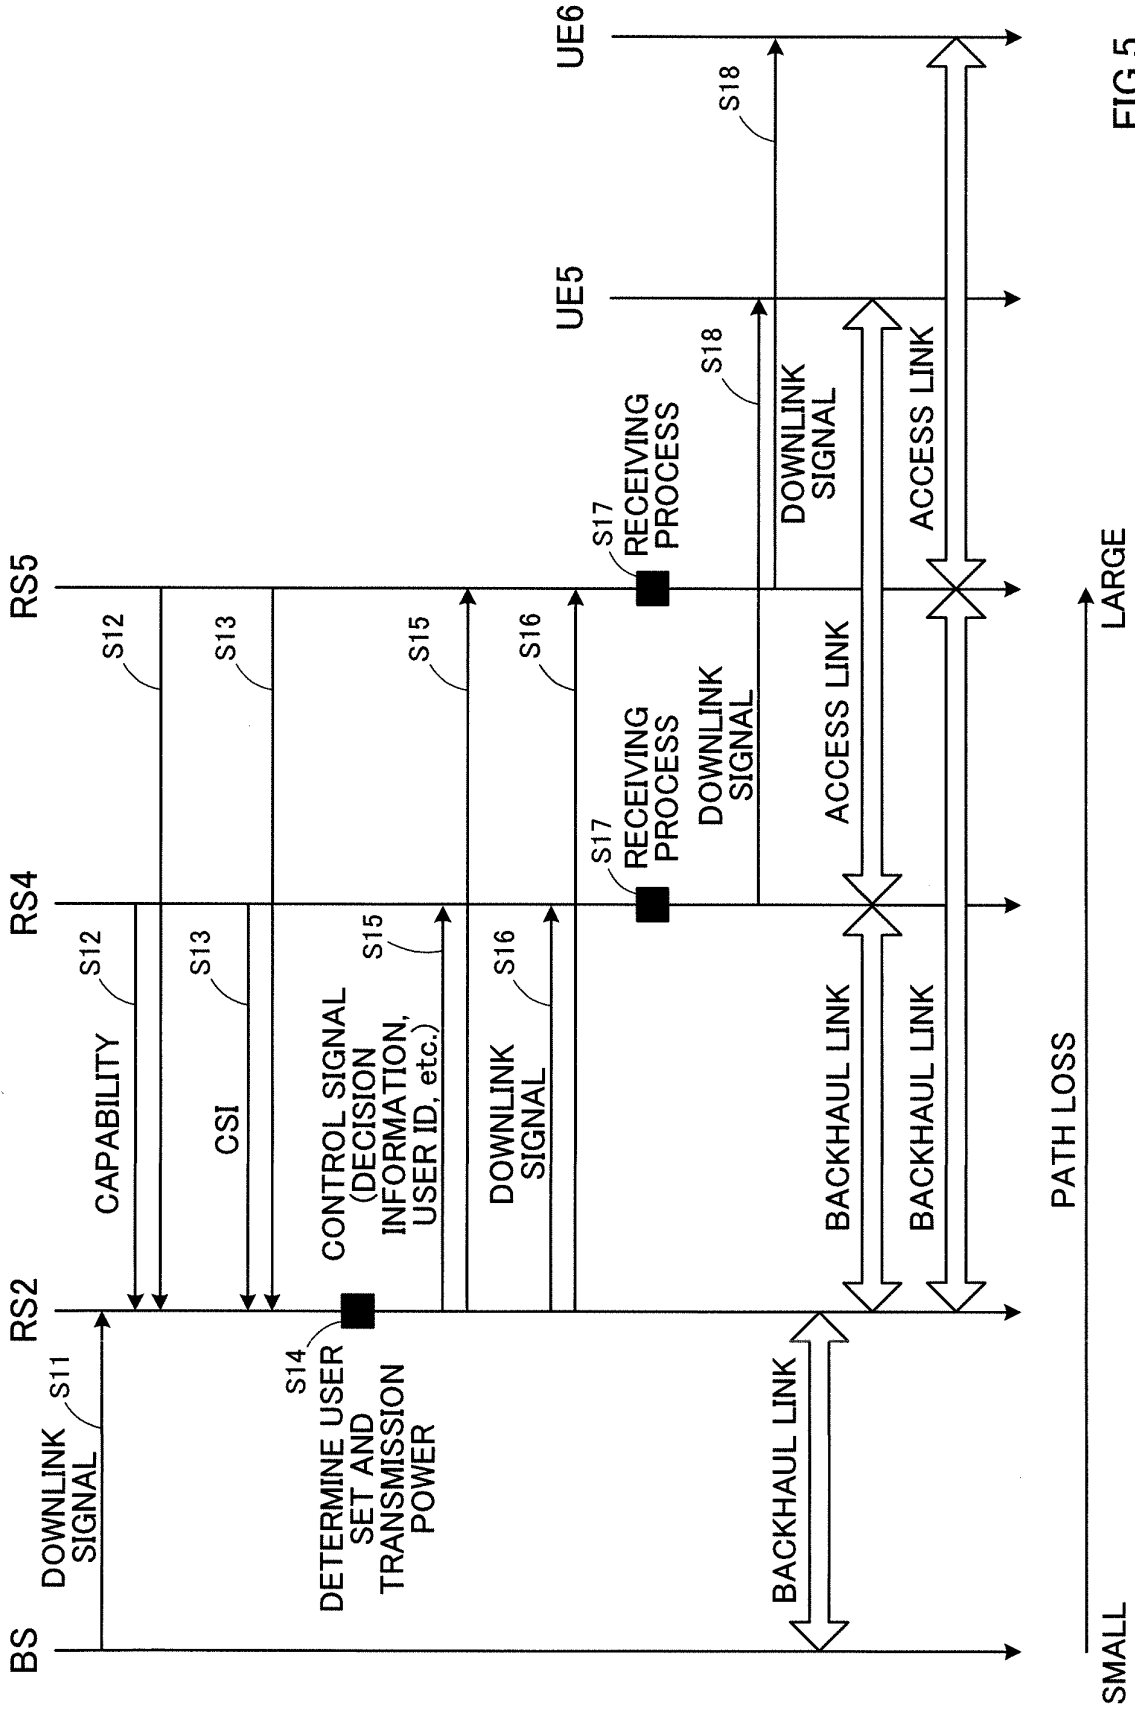 BS
RS2
RS4
RS5
UE5
UE6
DOWNLINK
SIGNAL
S11
CAPABILITY
S12
S12
CSI
S13
S13
S14
DETERMINE USER
SET AND
TRANSMISSION
POWER
CONTROL SIGNAL
(DECISION
INFORMATION,
USER ID, etc.)
S15
S15
DOWNLINK
SIGNAL
S16
S16
S17
RECEIVING
PROCESS
S17
RECEIVING
PROCESS
DOWNLINK
SIGNAL
S18
DOWNLINK
SIGNAL
S18
BACKHAUL LINK
BACKHAUL LINK
ACCESS LINK
BACKHAUL LINK
ACCESS LINK
SMALL
PATH LOSS
LARGE
FIG.5